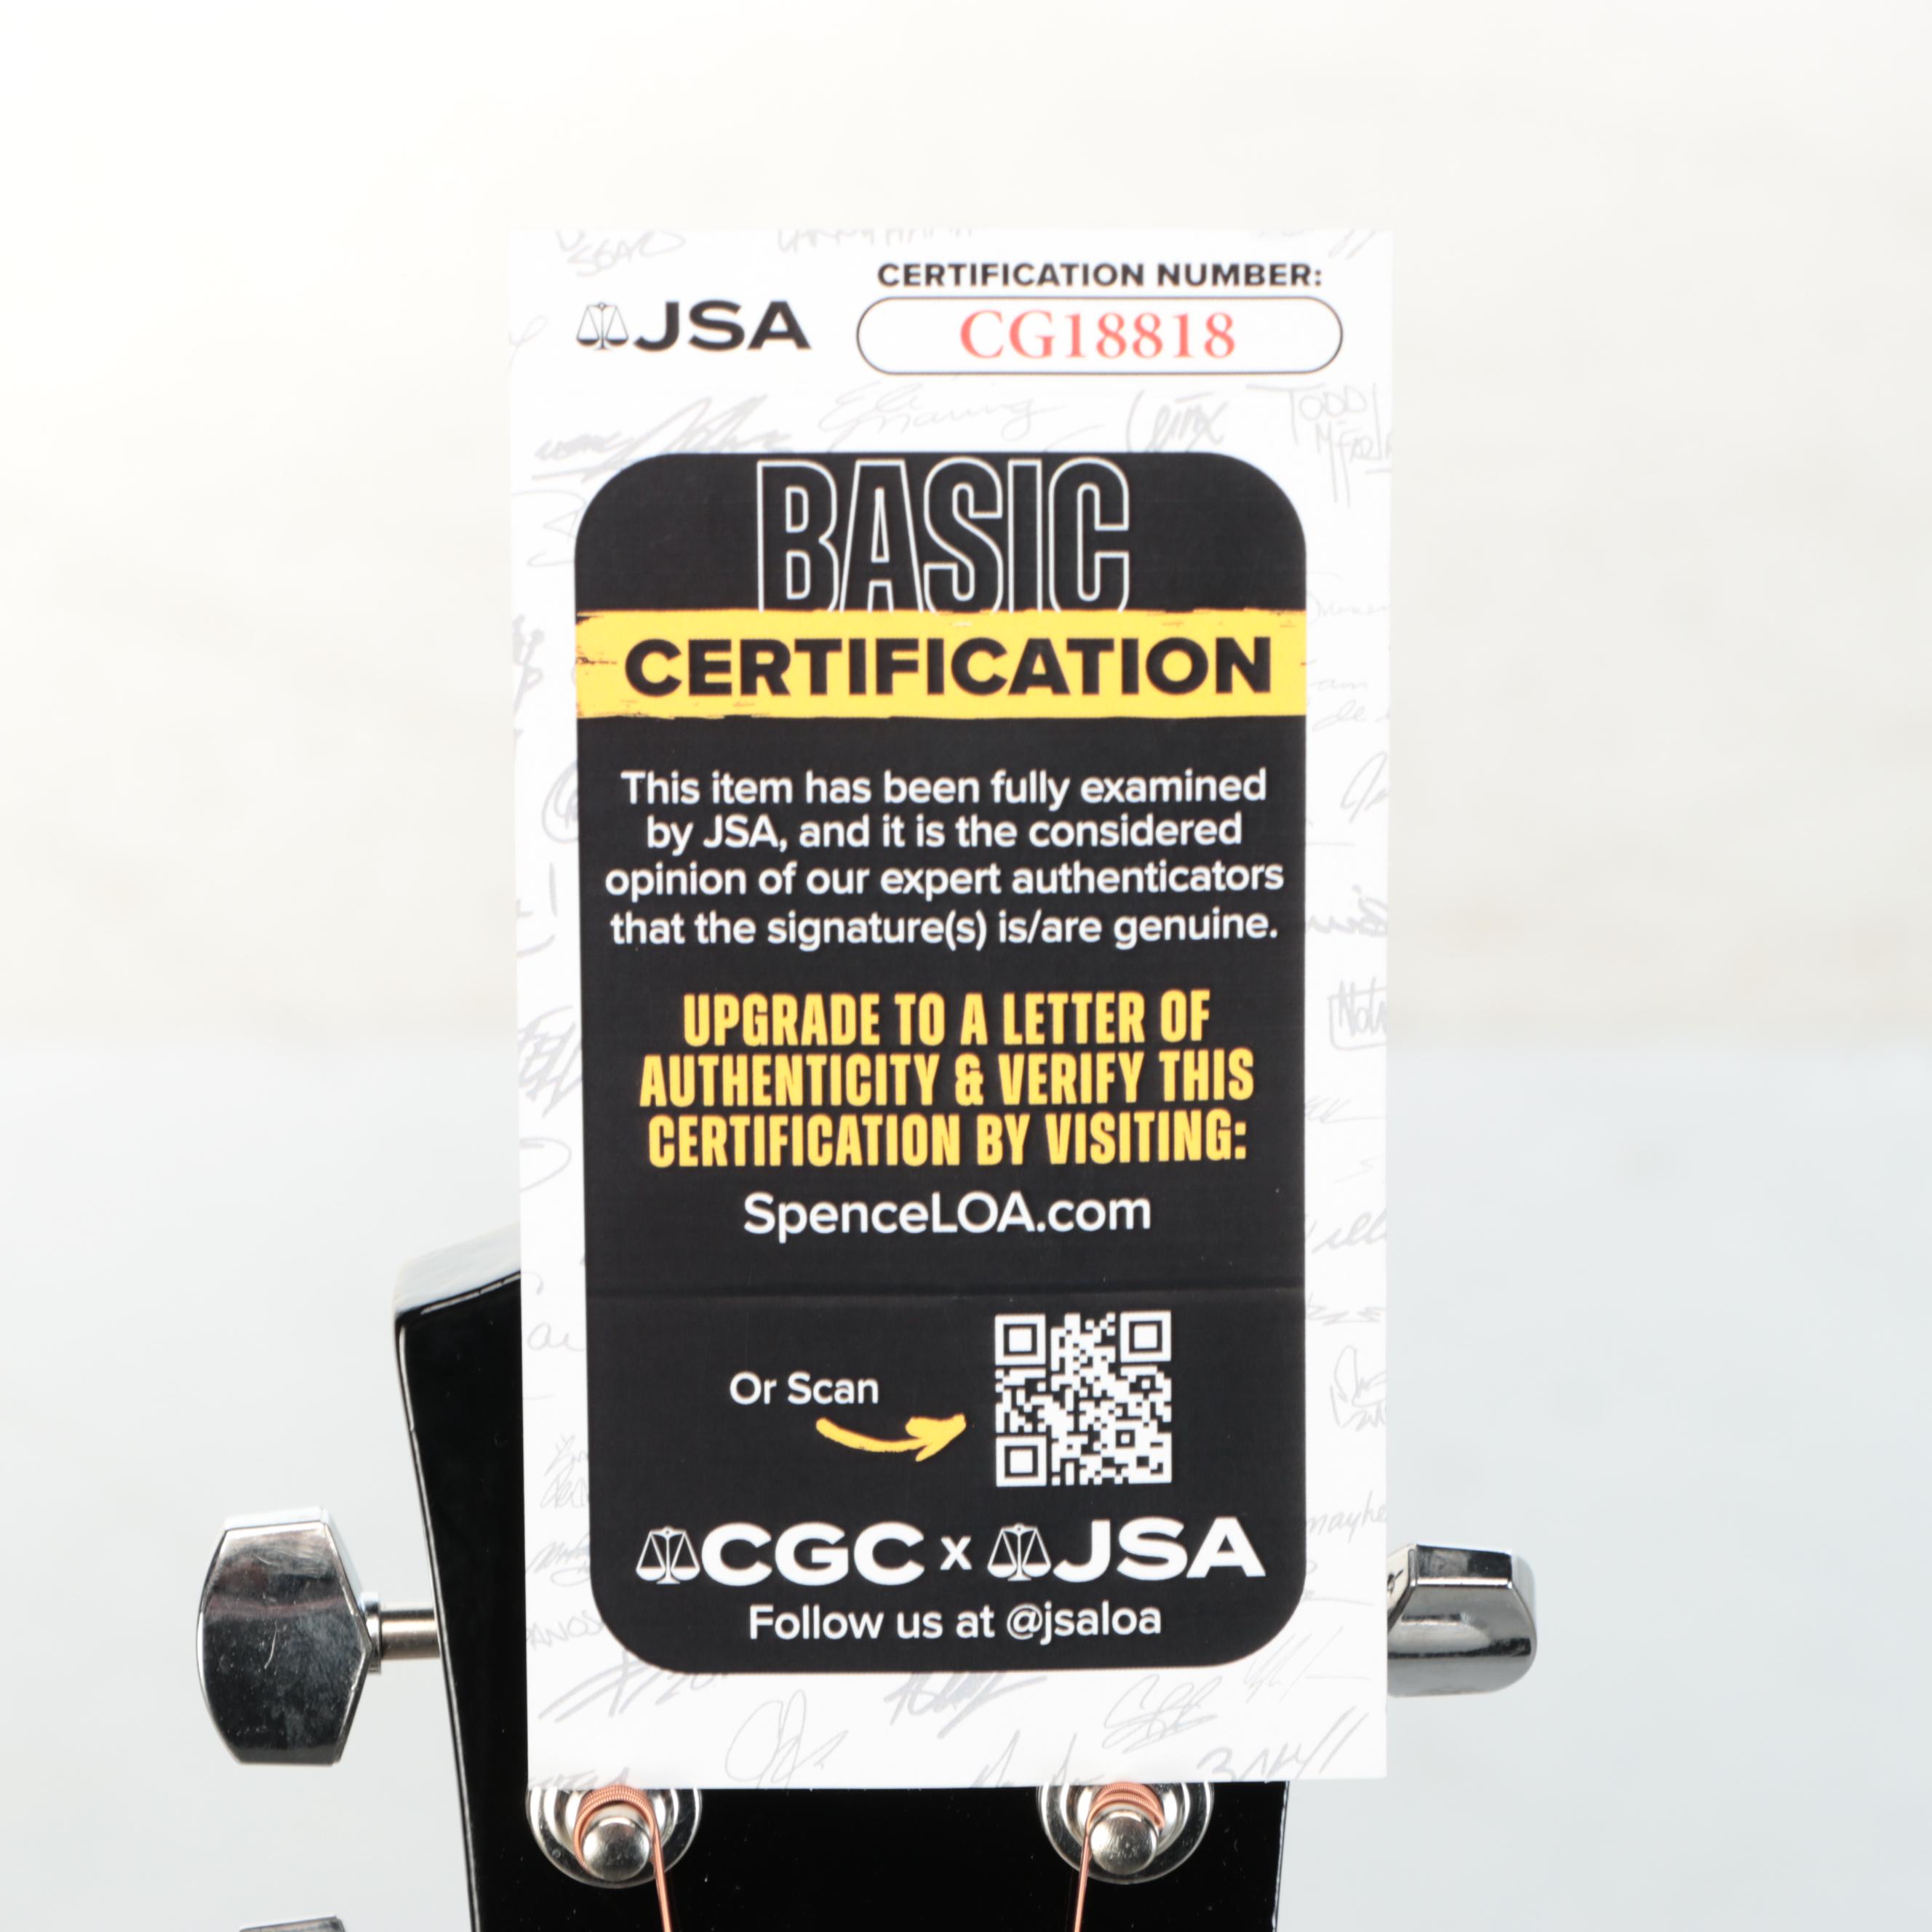 CERTIFICATION NUMBER:
JSA
CG18818
BASIC
CERTIFICATION
This item has been fully examined
by JSA, and it is the considered
opinion of our expert authenticators
that the signature(s) is/are genuine.
UPGRADE TO A LETTER OF
AUTHENTICITY & VERIFY THIS
CERTIFICATION BY VISITING:
SpenceLOA.com
Or Scan
CGC x JSA
Follow us at @jsaloa